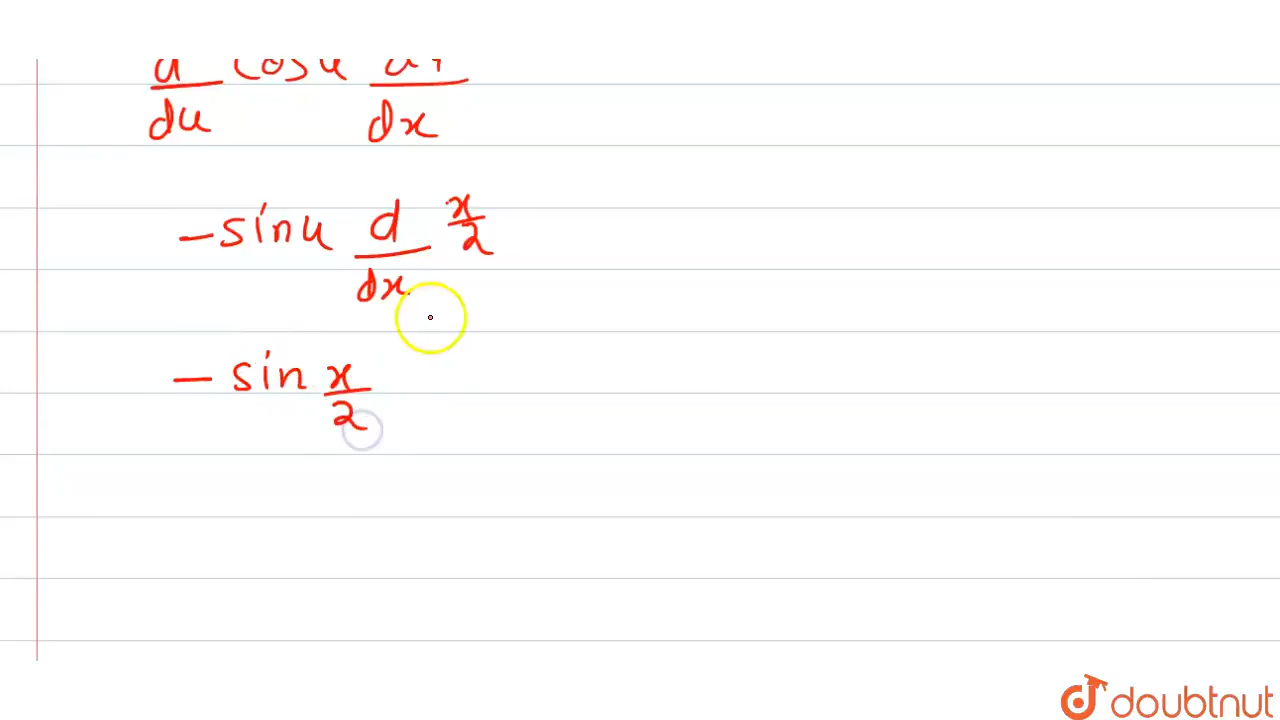 cos u
du dx
- sin u d x/2
dx
- sin x/2
doubtnut